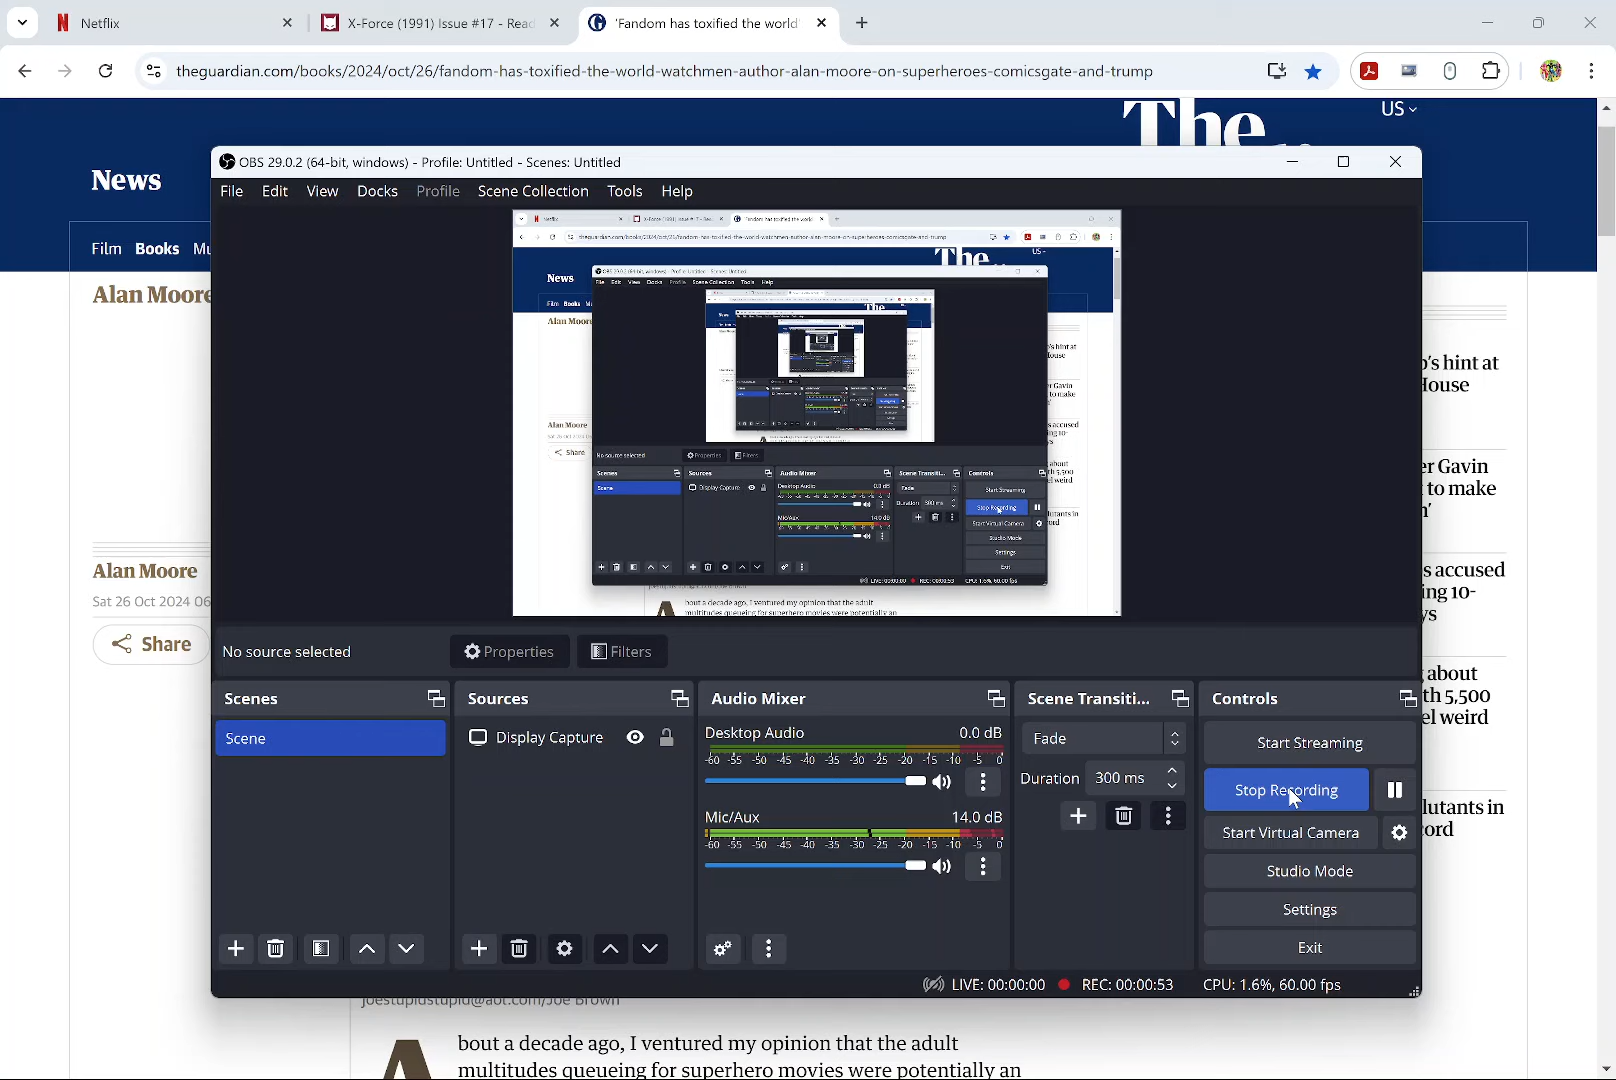 Netflix
X-Force (1991) Issue #17 - Read
'Fandom has toxified the world'
theguardian.com/books/2024/oct/26/fandom-has-toxified-the-world-watchmen-author-alan-moore-on-superheroes-comicsgate-and-trump
The
US
News
Film Books Mu
Alan Moore
OBS 29.0.2 (64-bit, windows) - Profile: Untitled - Scenes: Untitled
File Edit View Docks Profile Scene Collection Tools Help
's hint at
House
er Gavin
to make
n'
s accused
ing 10-
ys
about
th 5,500
el weird
lutants in
ord
Alan Moore
Sat 26 Oct 2024 06
Share
No source selected
Properties
Filters
Scenes
Scene
Sources
Display Capture
Audio Mixer
Desktop Audio 0.0 dB
-60 -55 -50 -45 -40 -35 -30 -25 -20 -15 -10 -5 0
Mic/Aux 14.0 dB
-60 -55 -50 -45 -40 -35 -30 -25 -20 -15 -10 -5 0
Scene Transiti...
Fade
Duration 300 ms
Controls
Start Streaming
Stop Recording
Start Virtual Camera
Studio Mode
Settings
Exit
LIVE: 00:00:00 REC: 00:00:53 CPU: 1.6%, 60.00 fps
About a decade ago, I ventured my opinion that the adult
multitudes queueing for superhero movies were potentially an